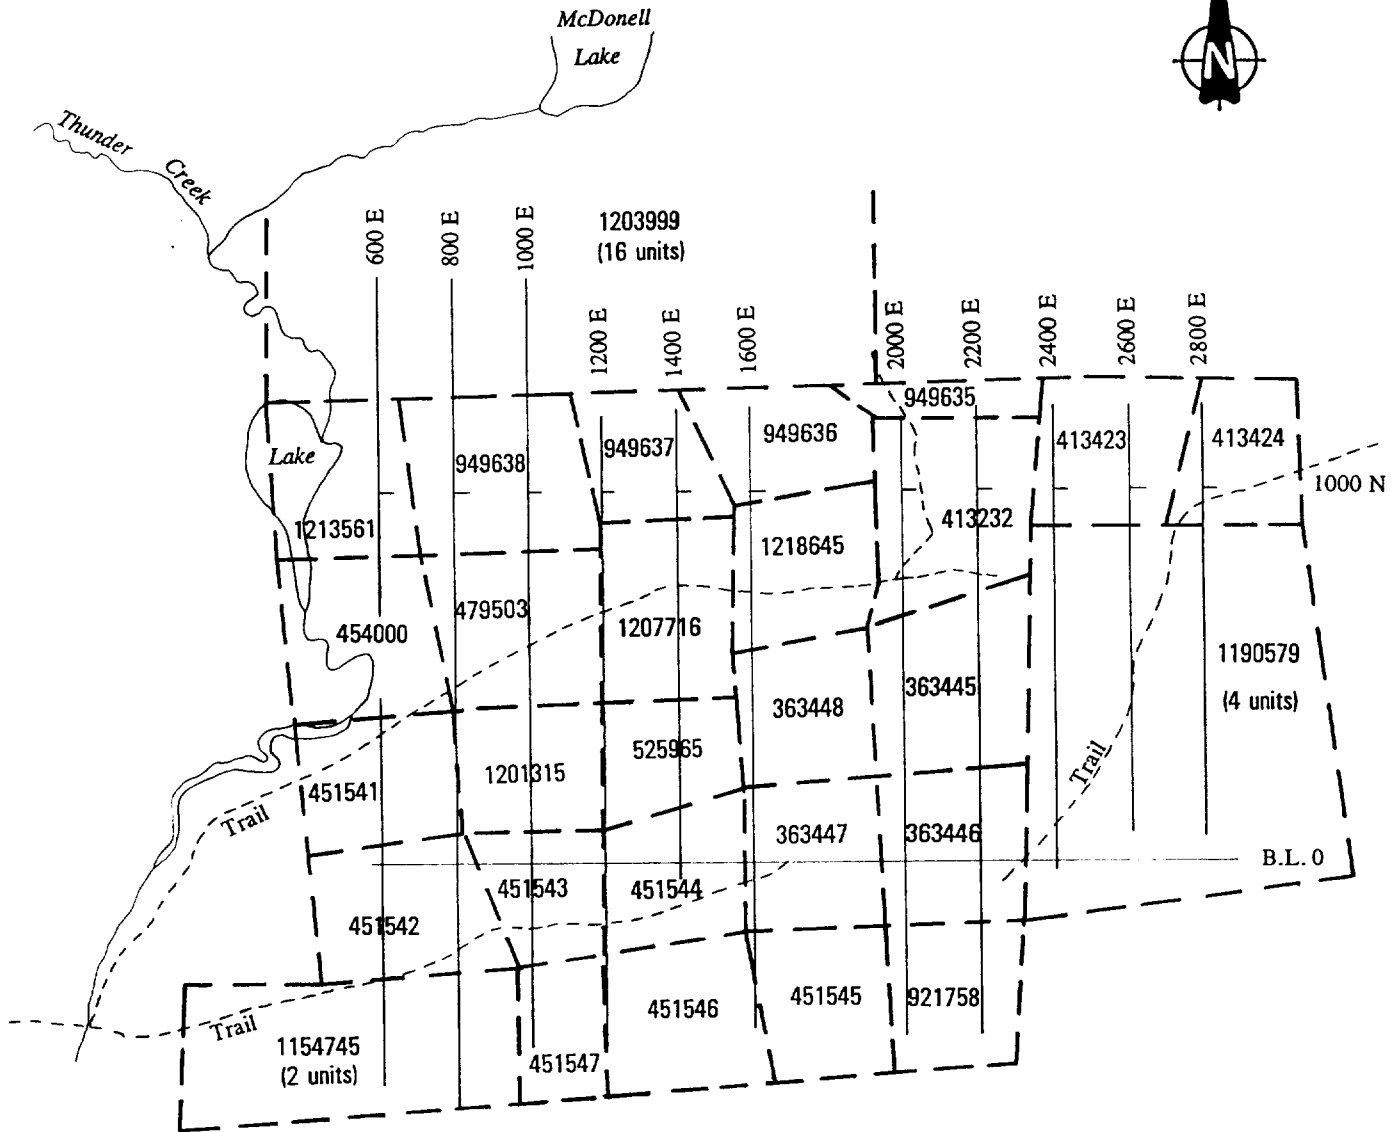 McDonell
Lake
N
Thunder
Creek
1203999
(16 units)
600 E
800 E
1000 E
1200 E
1400 E
1600 E
2000 E
2200 E
2400 E
2600 E
2800 E
949635
949638
949637
949636
413423
413424
Lake
1000 N
1213561
1218645
413232
454000
479503
1207716
1190579
(4 units)
363448
363445
525965
1201315
451541
Trail
Trail
363447
363446
B.L. 0
451543
451544
451542
451546
451545
921758
Trail
1154745
(2 units)
451547